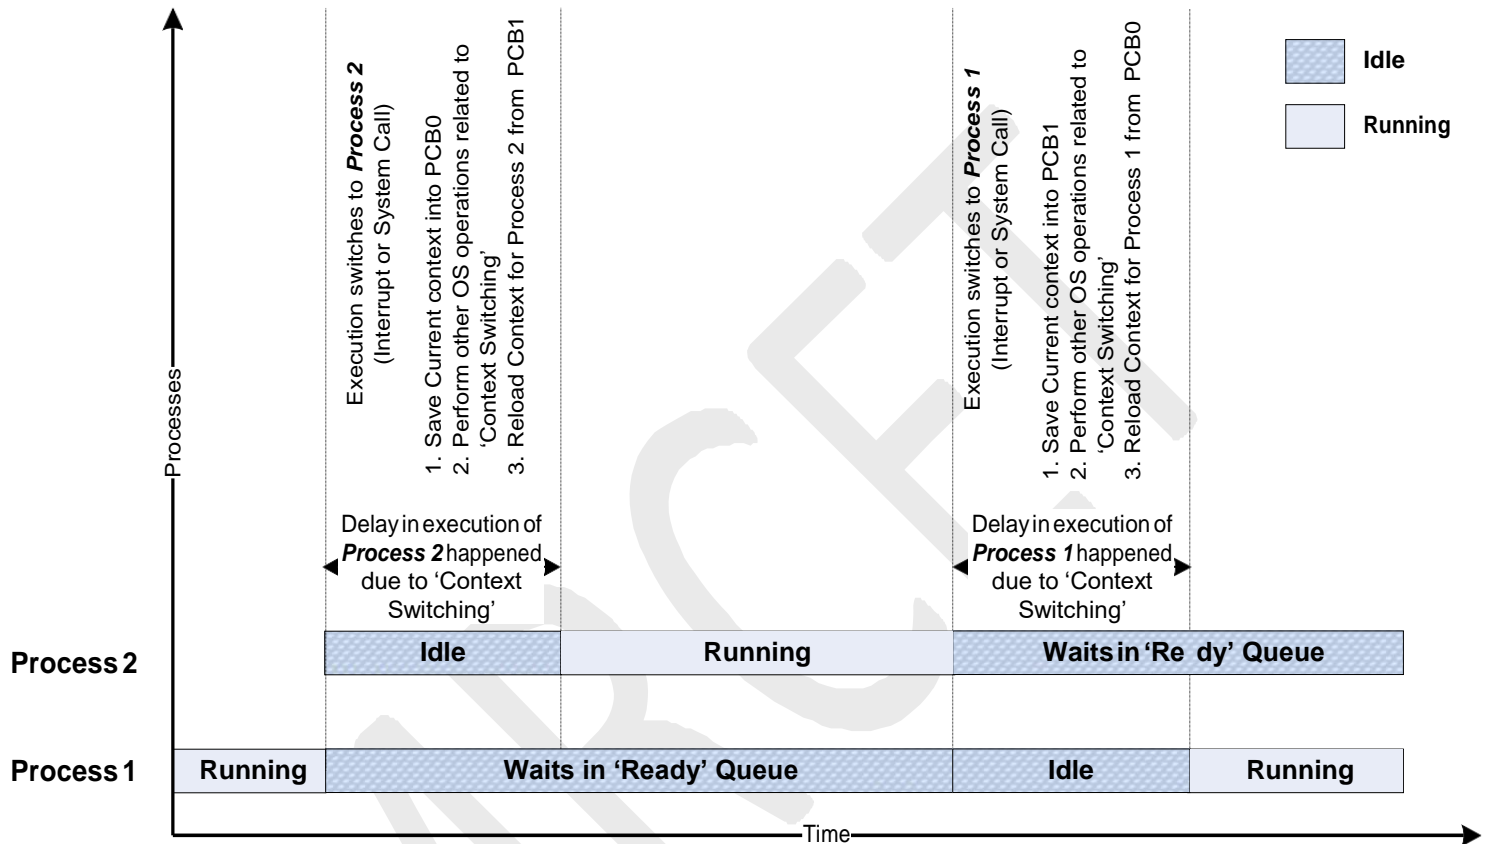 Processes
Execution switches to Process 2
(Interrupt or System Call)
1. Save Current context into PCB0
2. Perform other OS operations related to
‘Context Switching’
3. Reload Context for Process 2 from PCB1
Execution switches to Process 1
(Interrupt or System Call)
1. Save Current context into PCB1
2. Perform other OS operations related to
‘Context Switching’
3. Reload Context for Process 1 from PCB0
Idle
Running
Delay in execution of
Process 2 happened
due to ‘Context
Switching’
Delay in execution of
Process 1 happened
due to ‘Context
Switching’
Process 2
Idle
Running
Waits in ‘Re dy’ Queue
Process 1
Running
Waits in ‘Ready’ Queue
Idle
Running
Time
MRCET